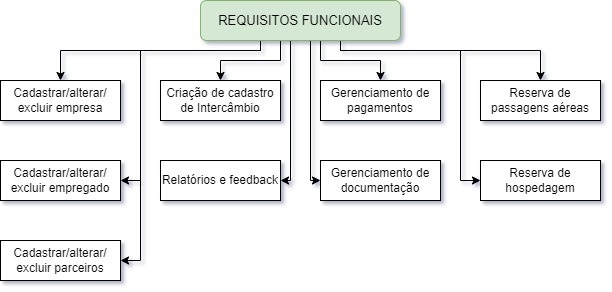 REQUISITOS FUNCIONAIS
Cadastrar/alterar/
excluir empresa
Criação de cadastro
de Intercâmbio
Gerenciamento de
pagamentos
Reserva de
passagens aéreas
Cadastrar/alterar/
excluir empregado
Relatórios e feedback
Gerenciamento de
documentação
Reserva de
hospedagem
Cadastrar/alterar/
excluir parceiros